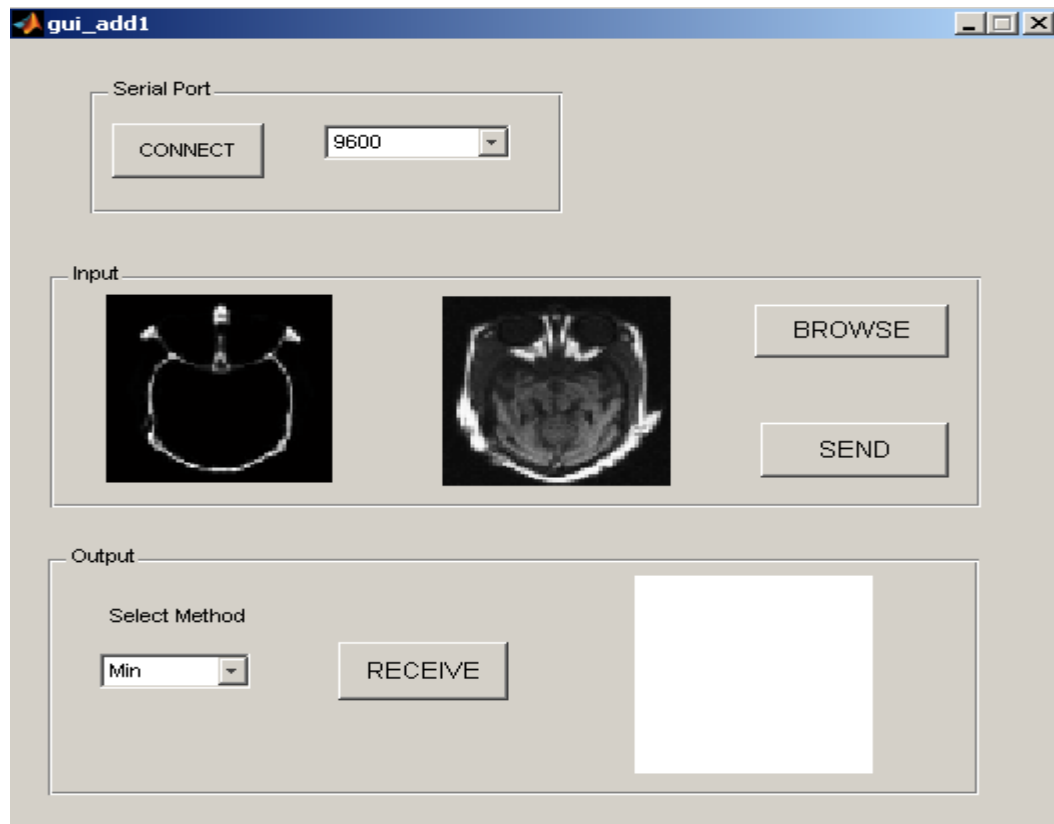 gui_add1
Serial Port
CONNECT
9600
Input
BROWSE
SEND
Output
Select Method
Min
RECEIVE